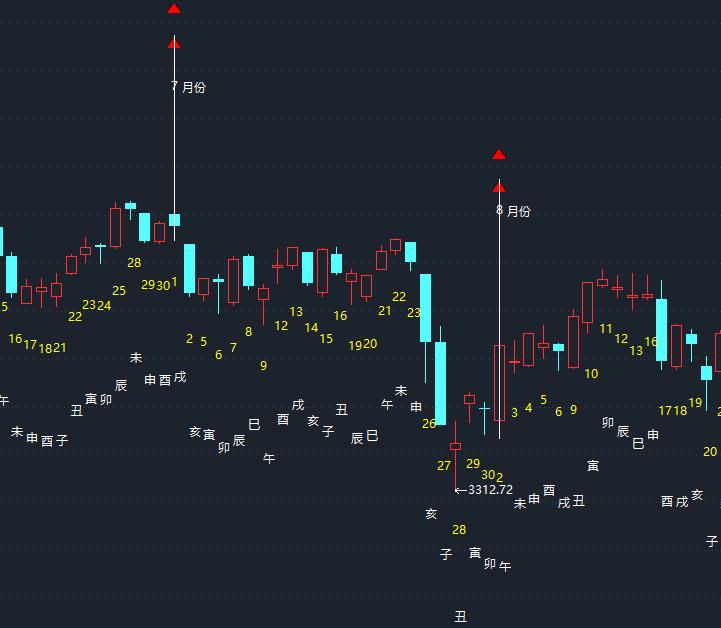 7 月份
8 月份
28
25
29 30 1
5
23 24
22
16 17 18 21
2 5
6
7
8
9
12
13
14
15
16
19 20
21
22
23
26
27
28
29
30
2
←3312.72
3
4
5
6
9
10
11
12
13
16
17 18
19
20
2
午
未 申 酉 子
丑
寅 卯
辰
未
申 酉 戌
亥 寅
卯
辰
巳
午
酉
戌
亥
子
丑
辰 巳
午
未
申
亥
子
丑
寅
卯 午
未 申
酉
戌 丑
寅
卯
辰
巳
申
酉 戌
亥
子